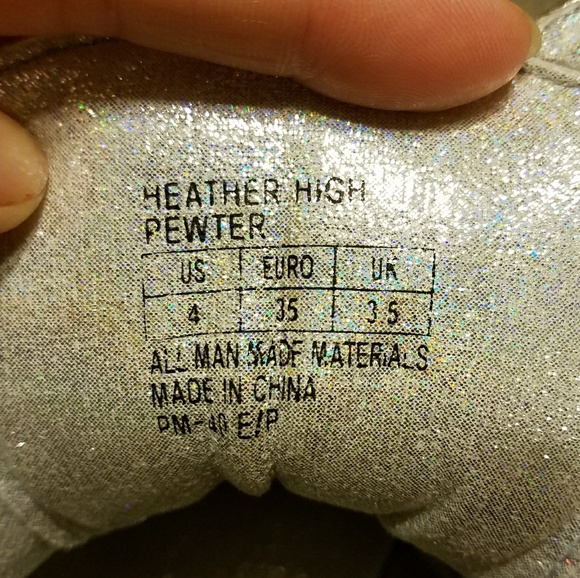 HEATHER HIGH
PEWTER
US EURO UK
4 35 3.5
ALL MAN MADE MATERIALS
MADE IN CHINA
PM-40 E/P